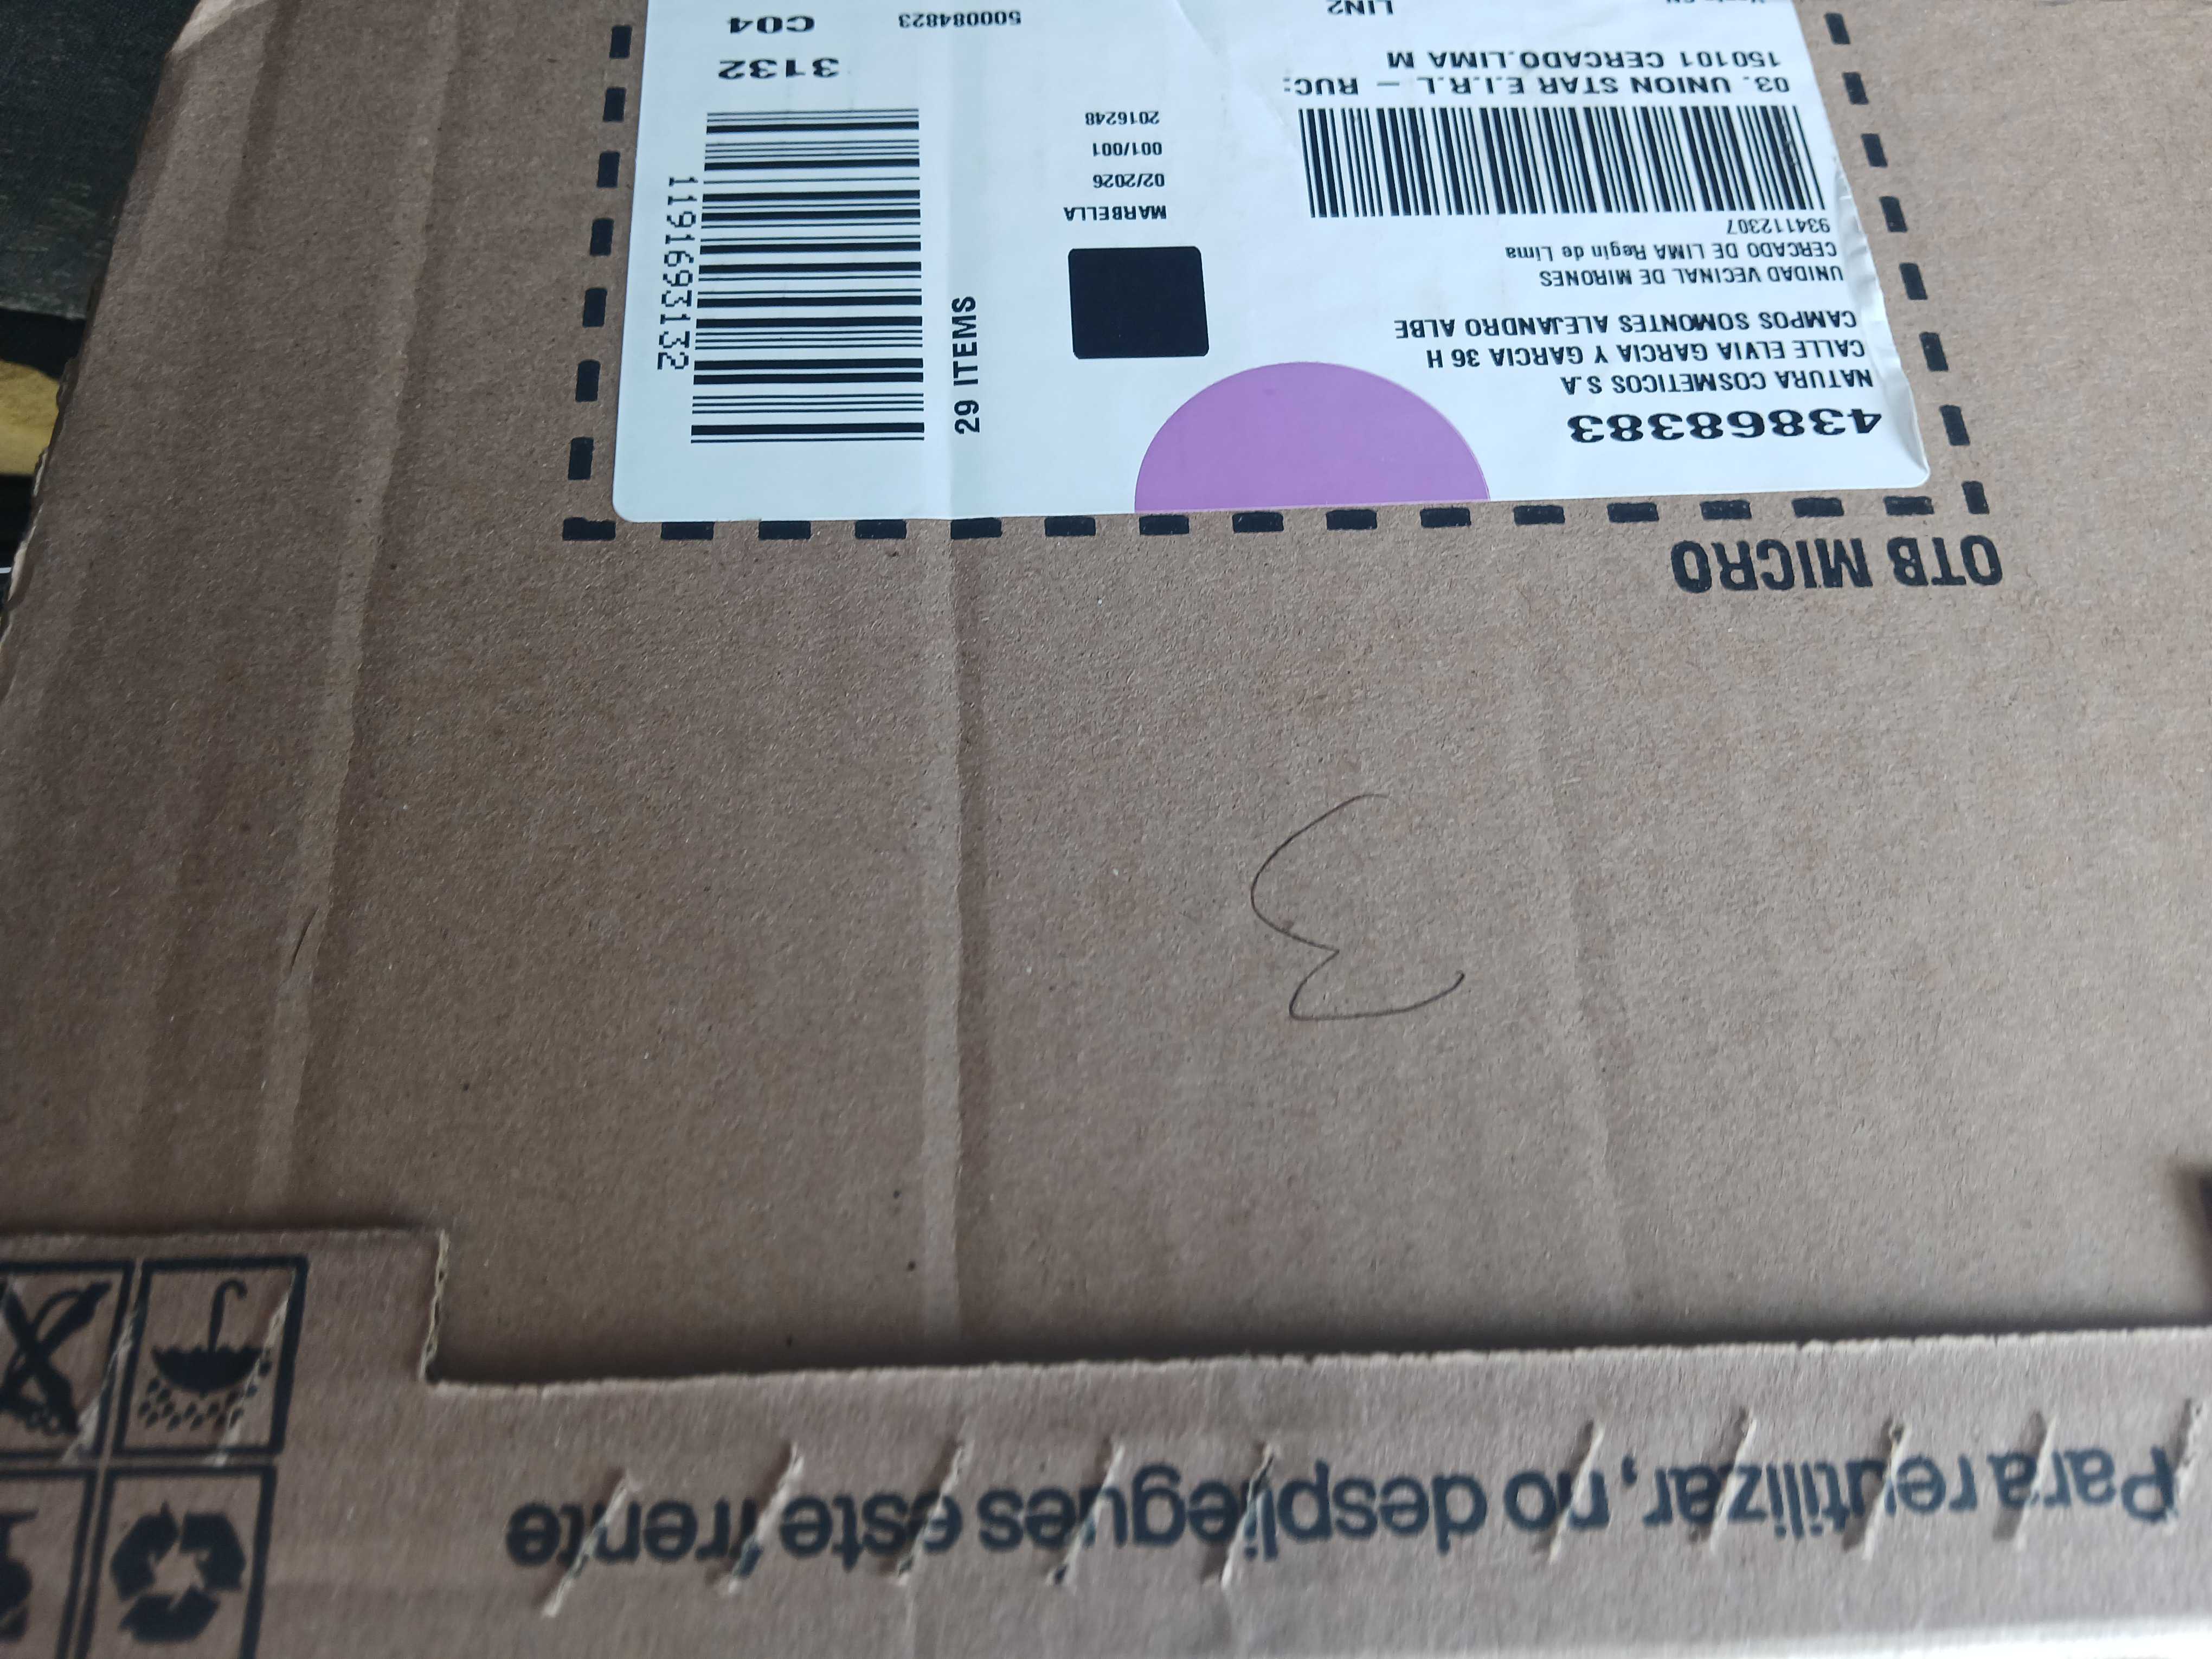 Para reutilizar, no despliegues este frente
3
OTB MICRO
43868383
NATURA COSMETICOS S.A
CALLE ELVIA GARCIA Y GARCIA 36 H
CAMPOS SOMONTES ALEJANDRO ALBE
UNIDAD VECINAL DE MIRONES
CERCADO DE LIMA Regin de Lima
934112307
03. UNION STAR E.I.R.L - RUC:
150101 CERCADO.LIMA M
LIN2
MARBELLA
02/2026
001/001
2016248
500084823
29 ITEMS
1191693132
3132
C04